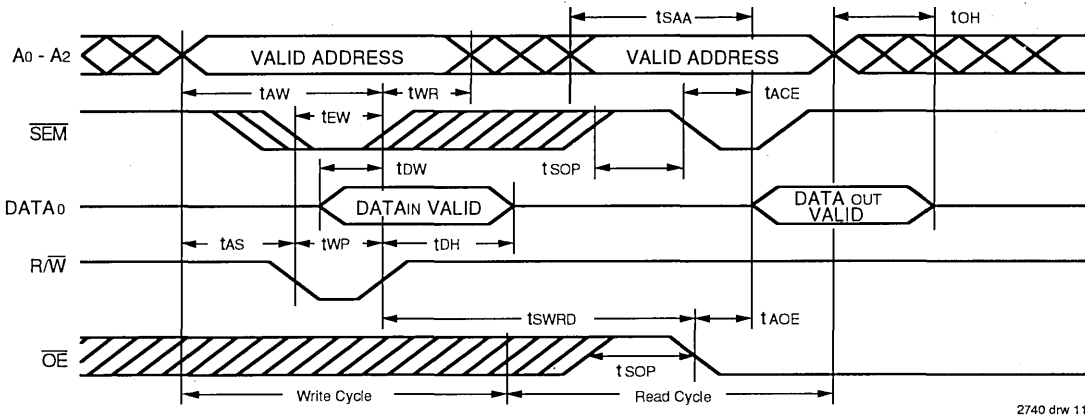 tSAA
tOH
A0 - A2
VALID ADDRESS
VALID ADDRESS
tAW
tWR
tACE
SEM
tEW
tSOP
tDW
DATA0
DATAIN VALID
DATA OUT
VALID
tAS
tWP
tDH
R/W
tSWRD
tAOE
OE
tSOP
Write Cycle
Read Cycle
2740 drw 11